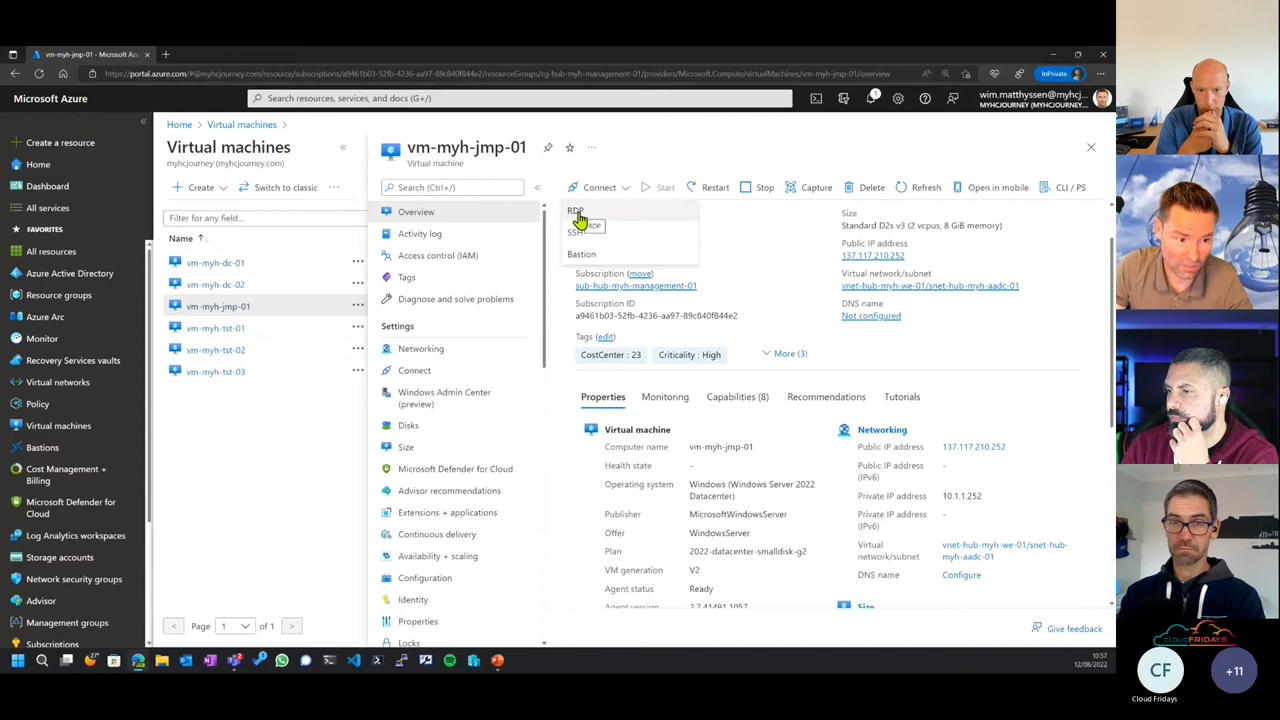 vm-myh-jmp-01 - Microsoft Az
https://portal.azure.com/#@myhcjourney.com/resource/subscriptions/a9461b03-52fb-4236-aa97-89c840f844e2/resourceGroups/rg-hub-myh-management-01/providers/Microsoft.Compute/virtualMachines/vm-myh-jmp-01/overview
InPrivate
Microsoft Azure
Search resources, services, and docs (G+/)
1
wim.matthyssen@myhcj...
MYHCJOURNEY (MYHCJOURNEY....
Create a resource
Home
Dashboard
All services
FAVORITES
All resources
Azure Active Directory
Resource groups
Azure Arc
Monitor
Recovery Services vaults
Virtual networks
Policy
Virtual machines
Bastions
Cost Management +
Billing
Microsoft Defender for
Cloud
Log Analytics workspaces
Storage accounts
Network security groups
Advisor
Management groups
Subscriptions
Home > Virtual machines >
Virtual machines
myhcjourney (myhcjourney.com)
Create
Switch to classic
Filter for any field...
Name
vm-myh-dc-01
vm-myh-dc-02
vm-myh-jmp-01
vm-myh-tst-01
vm-myh-tst-02
vm-myh-tst-03
< Page 1 of 1 >
vm-myh-jmp-01
Virtual machine
Search (Ctrl+/)
Overview
Activity log
Access control (IAM)
Tags
Diagnose and solve problems
Settings
Networking
Connect
Windows Admin Center
(preview)
Disks
Size
Microsoft Defender for Cloud
Advisor recommendations
Extensions + applications
Continuous delivery
Availability + scaling
Configuration
Identity
Properties
Locks
Connect
Start
Restart
Stop
Capture
Delete
Refresh
Open in mobile
CLI / PS
RDP
RDP
SSH
Bastion
Subscription (move)
sub-hub-myh-management-01
Subscription ID
a9461b03-52fb-4236-aa97-89c840f844e2
Tags (edit)
CostCenter : 23
Criticality : High
More (3)
Size
Standard D2s v3 (2 vcpus, 8 GiB memory)
Public IP address
137.117.210.252
Virtual network/subnet
vnet-hub-myh-we-01/snet-hub-myh-aadc-01
DNS name
Not configured
Properties
Monitoring
Capabilities (8)
Recommendations
Tutorials
Virtual machine
Computer name vm-myh-jmp-01
Health state -
Operating system Windows (Windows Server 2022
Datacenter)
Publisher MicrosoftWindowsServer
Offer WindowsServer
Plan 2022-datacenter-smalldisk-g2
VM generation V2
Agent status Ready
Agent version 2.7.41491.1057
Networking
Public IP address 137.117.210.252
Public IP address -
(IPv6)
Private IP address 10.1.1.252
Private IP address -
(IPv6)
Virtual vnet-hub-myh-we-01/snet-hub-
network/subnet myh-aadc-01
DNS name Configure
Size
Give feedback
27°
10:57
12/08/2022
CLOUDFRIDAYS
CF
+11
Cloud Fridays